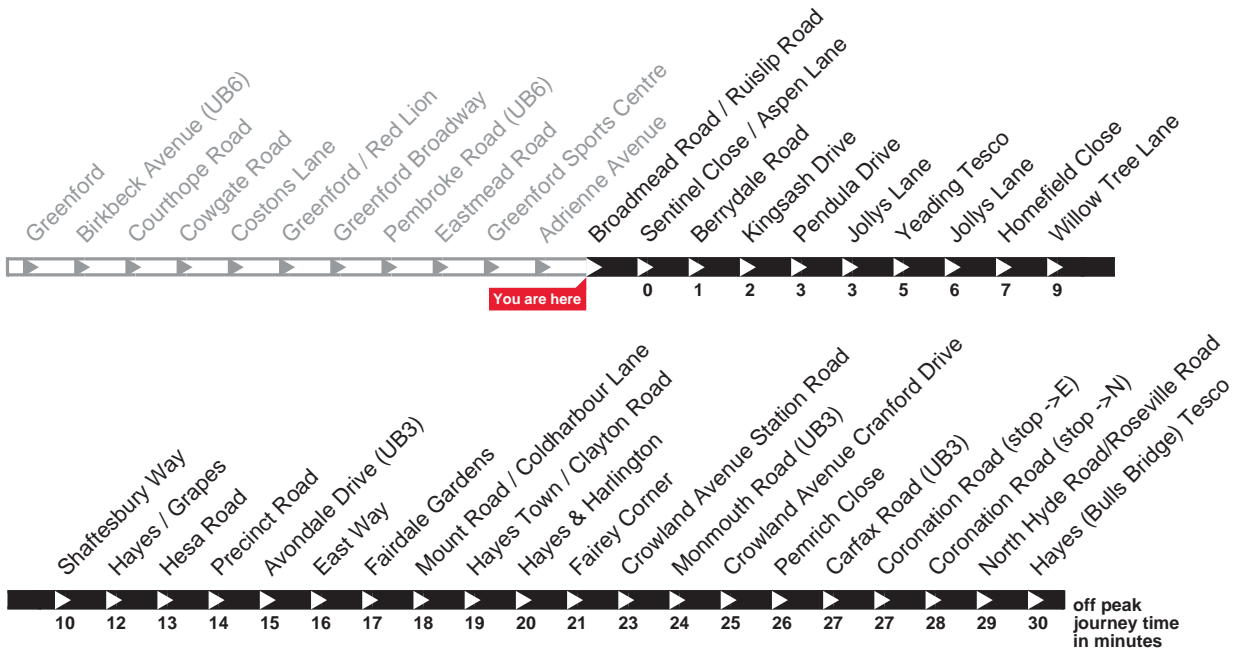 Greenford
Birkbeck Avenue (UB6)
Courthope Road
Cowgate Road
Costons Lane
Greenford / Red Lion
Greenford Broadway
Pembroke Road (UB6)
Eastmead Road
Greenford Sports Centre
Adrienne Avenue
Broadmead Road / Ruislip Road
Sentinel Close / Aspen Lane
Berrydale Road
Kingsash Drive
Pendula Drive
Jollys Lane
Yeading Tesco
Jollys Lane
Homefield Close
Willow Tree Lane
You are here
0 1 2 3 3 5 6 7 9
Shaftesbury Way
Hayes / Grapes
Hesa Road
Precinct Road
Avondale Drive (UB3)
East Way
Fairdale Gardens
Mount Road / Coldharbour Lane
Hayes Town / Clayton Road
Hayes & Harlington
Fairey Corner
Crowland Avenue Station Road
Monmouth Road (UB3)
Crowland Avenue Cranford Drive
Pemrich Close
Carfax Road (UB3)
Coronation Road (stop ->E)
Coronation Road (stop ->N)
North Hyde Road/Roseville Road
Hayes (Bulls Bridge) Tesco
10 12 13 14 15 16 17 18 19 20 21 23 24 25 26 27 27 28 29 30
off peak
journey time
in minutes